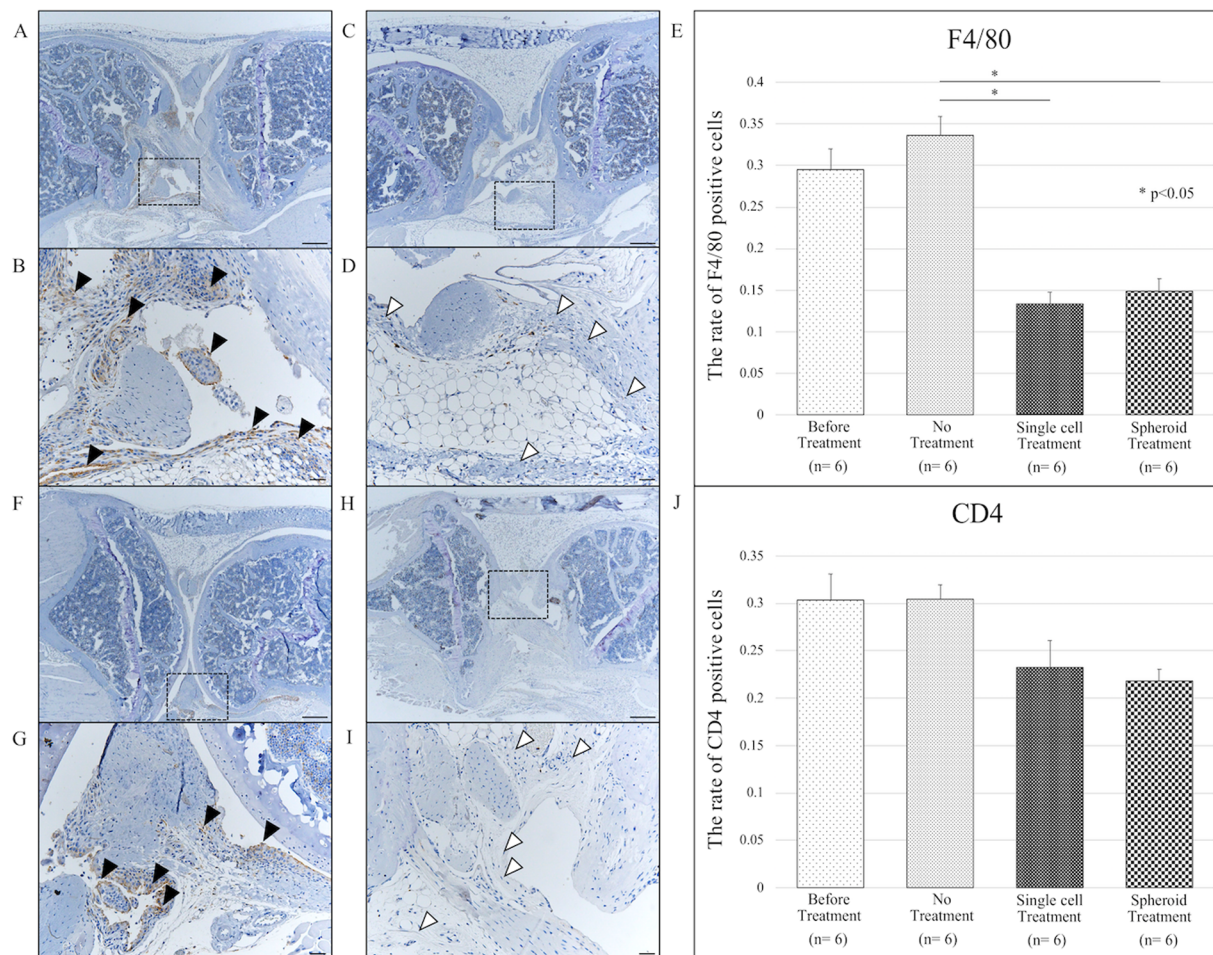 A
C
E
B
D
F
H
J
G
I
F4/80
The rate of F4/80 positive cells
0.4
0.35
0.3
0.25
0.2
0.15
0.1
0.05
0
*
*
* p<0.05
Before Treatment
(n= 6)
No Treatment
(n= 6)
Single cell Treatment
(n= 6)
Spheroid Treatment
(n= 6)
CD4
The rate of CD4 positive cells
0.35
0.3
0.25
0.2
0.15
0.1
0.05
0
Before Treatment
(n= 6)
No Treatment
(n= 6)
Single cell Treatment
(n= 6)
Spheroid Treatment
(n= 6)